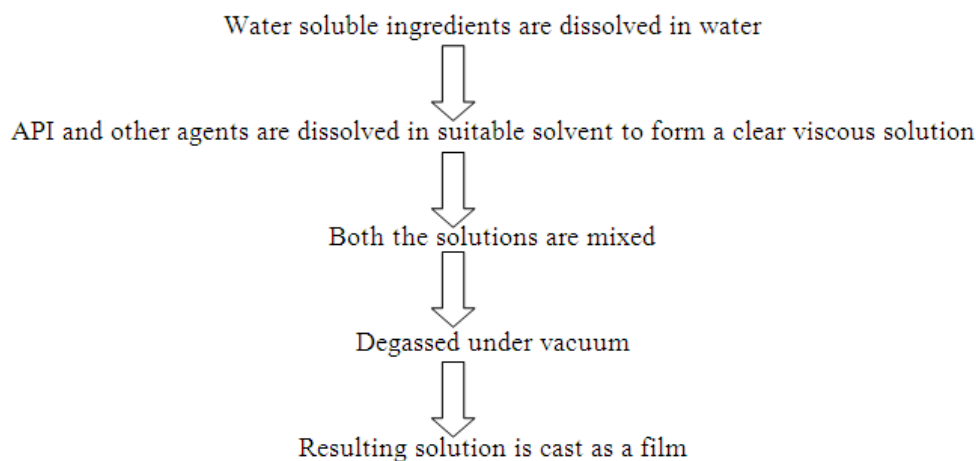 Water soluble ingredients are dissolved in water
API and other agents are dissolved in suitable solvent to form a clear viscous solution
Both the solutions are mixed
Degassed under vacuum
Resulting solution is cast as a film